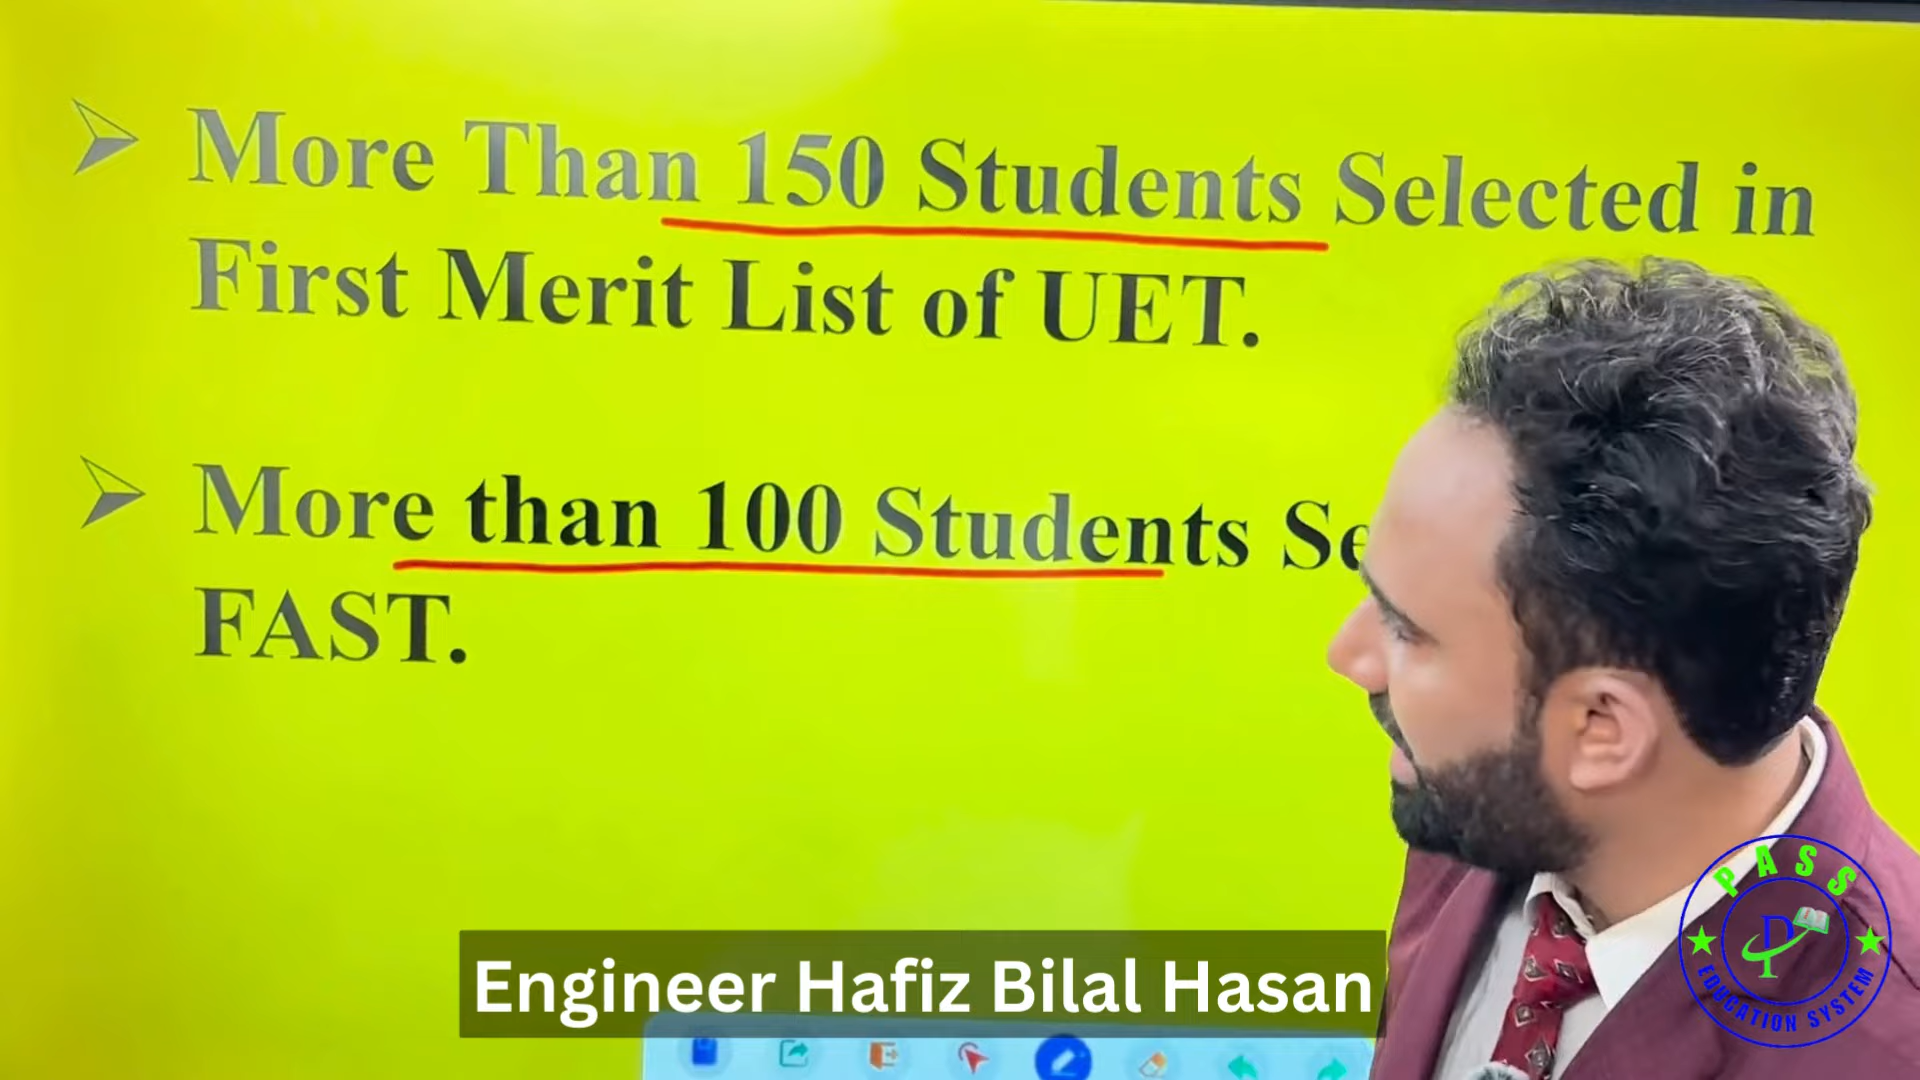 More Than 150 Students Selected in
First Merit List of UET.
More than 100 Students
FAST.
Engineer Hafiz Bilal Hasan
PASS
P
EDUCATION SYSTEM